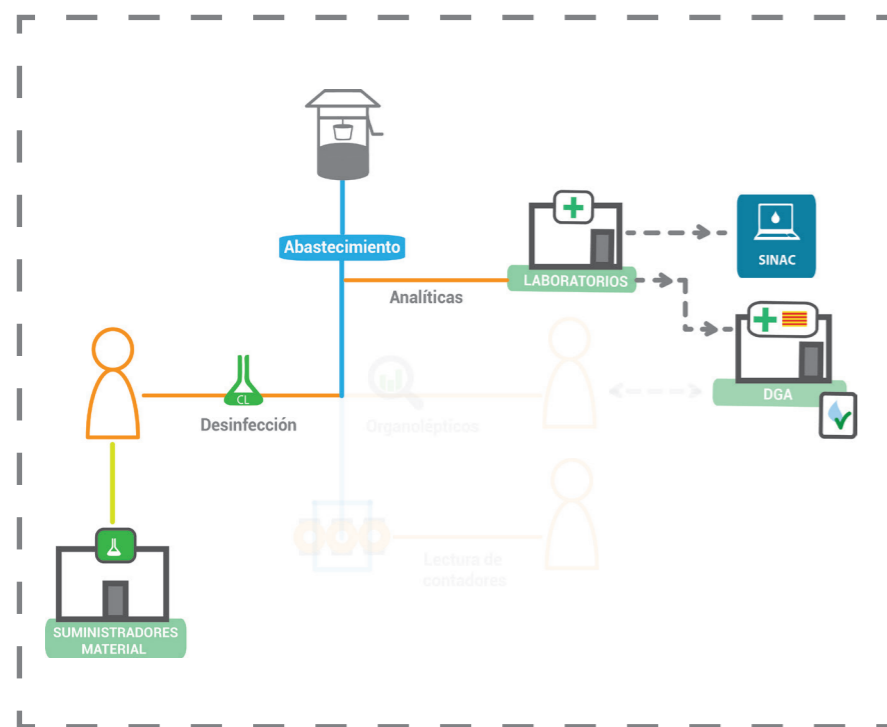 Abastecimiento
SINAC
LABORATORIOS
Analíticas
DGA
CL
Desinfección
Organolépticos
Lectura de
contadores
SUMINISTRADORES
MATERIAL